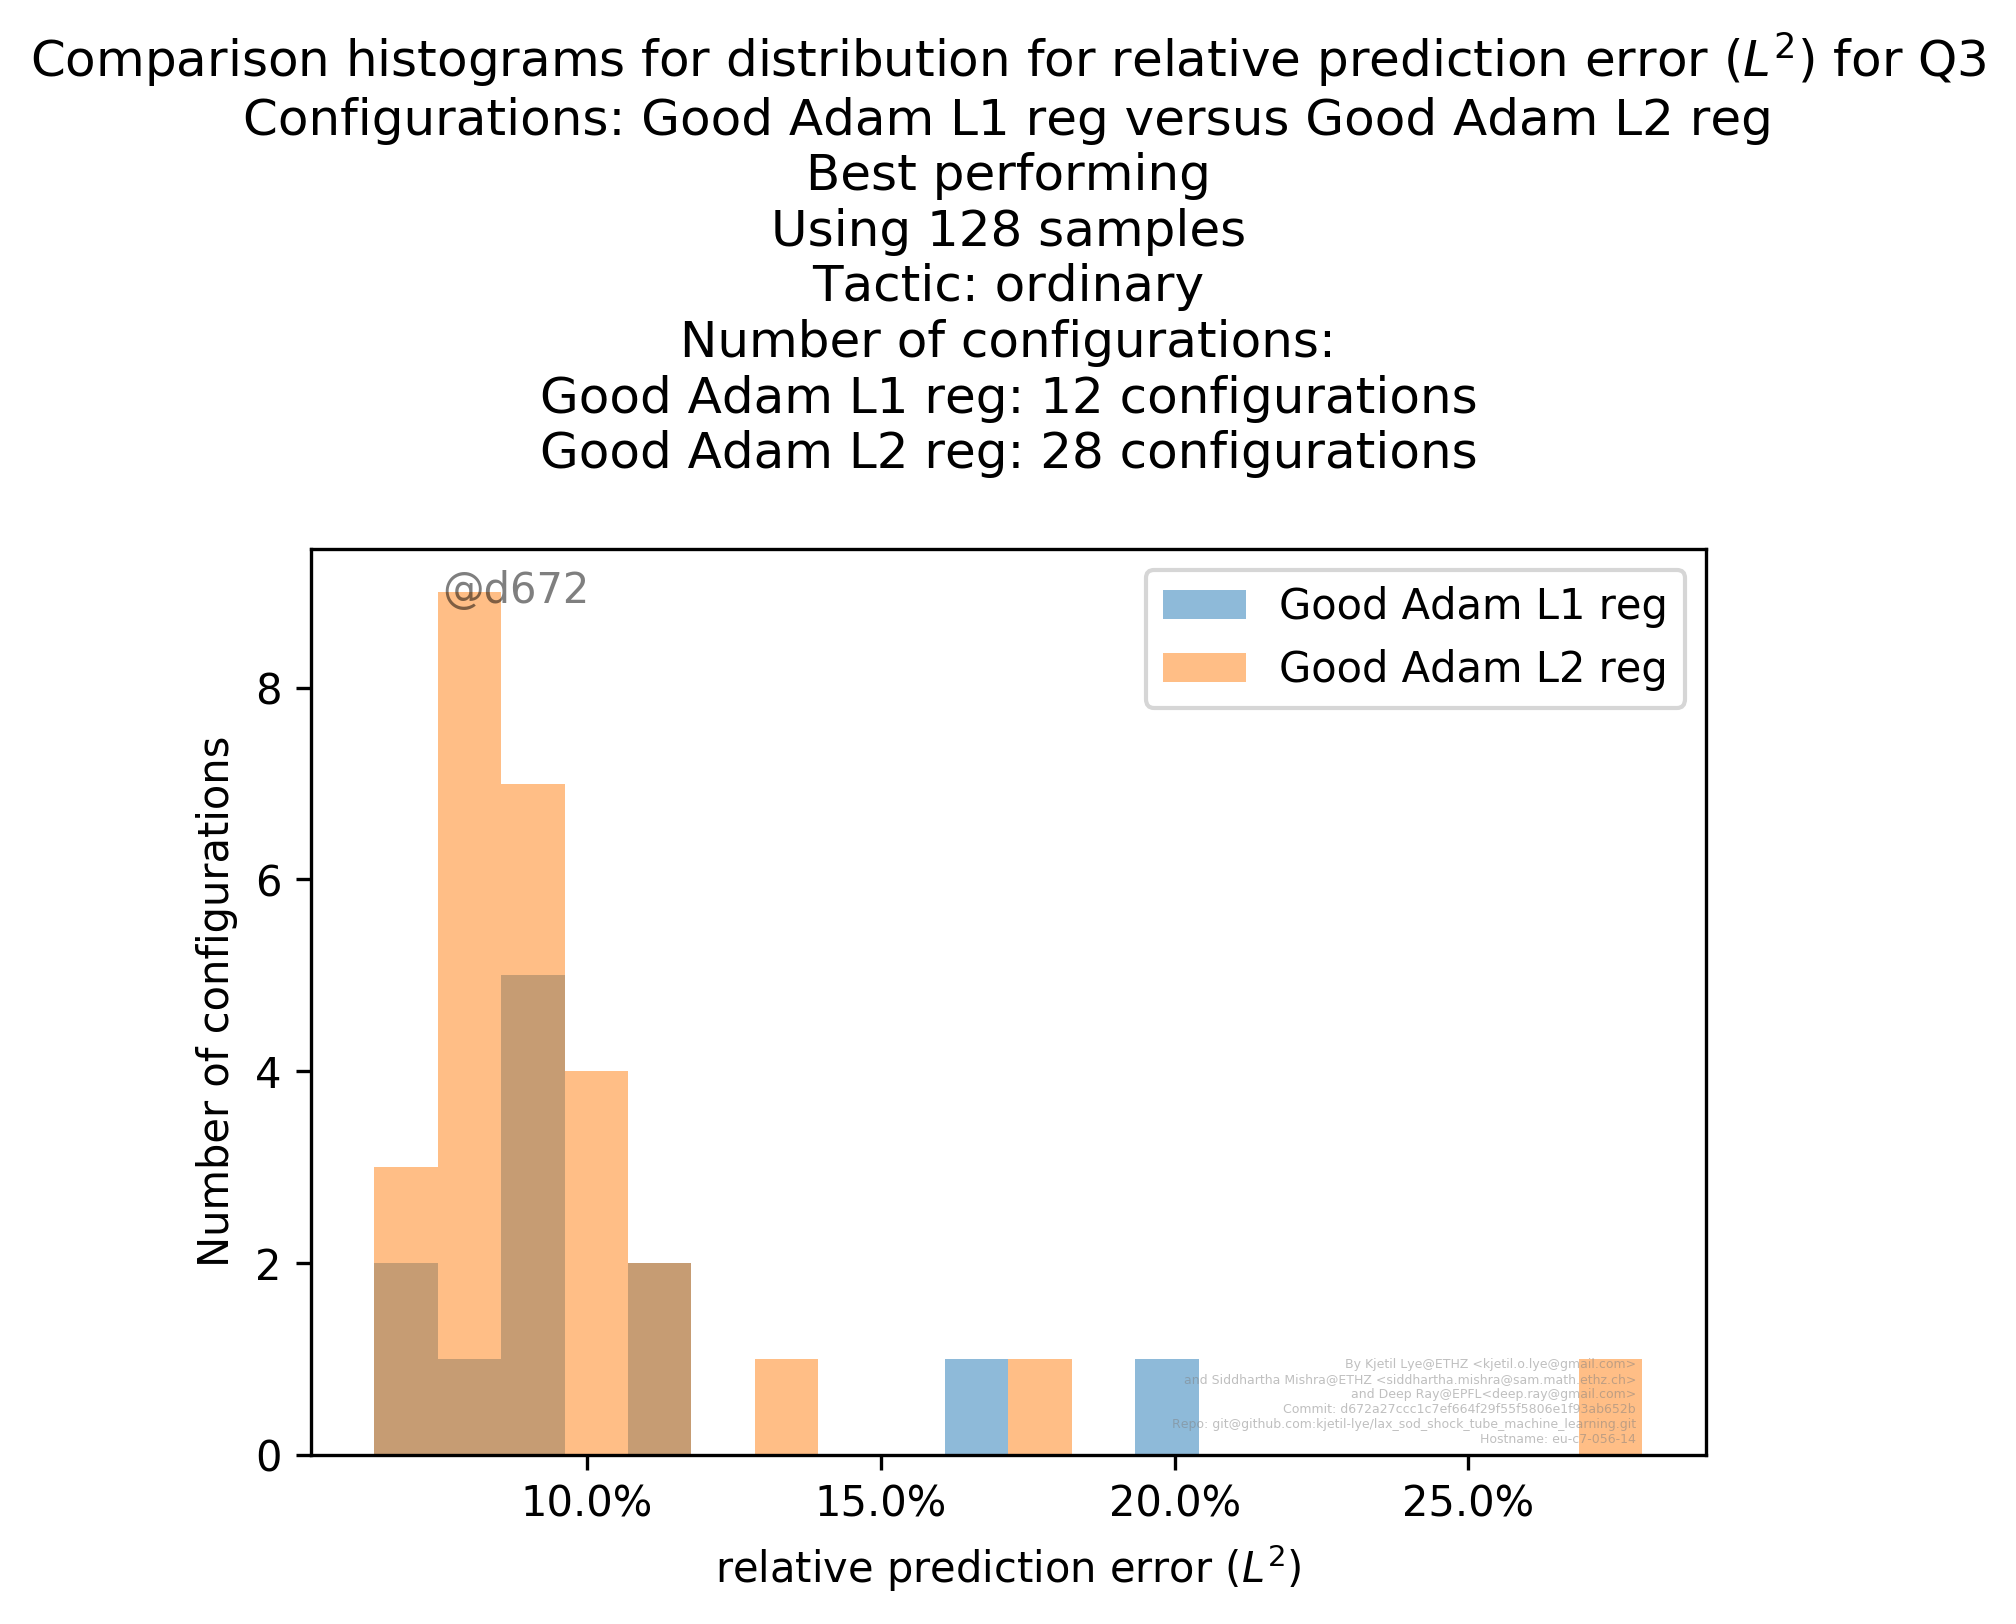 Comparison histograms for distribution for relative prediction error (L²) for Q3
Configurations: Good Adam L1 reg versus Good Adam L2 reg
Best performing
Using 128 samples
Tactic: ordinary
Number of configurations:
Good Adam L1 reg: 12 configurations
Good Adam L2 reg: 28 configurations
@d672
Good Adam L1 reg
Good Adam L2 reg
Number of configurations
8
6
4
2
0
By Kjetil Lye@ETHZ <kjetil.o.lye@gmail.com>
and Siddhartha Mishra@ETHZ <siddhartha.mishra@sam.math.ethz.ch>
and Deep Ray@EPFL<deep.ray@gmail.com>
Commit: d672a27ccc1c7ef664f29f55f5806e1f93ab652b
Repo: git@github.com:kjetil-lye/lax_sod_shock_tube_machine_learning.git
Hostname: eu-c7-056-14
10.0% 15.0% 20.0% 25.0%
relative prediction error (L²)